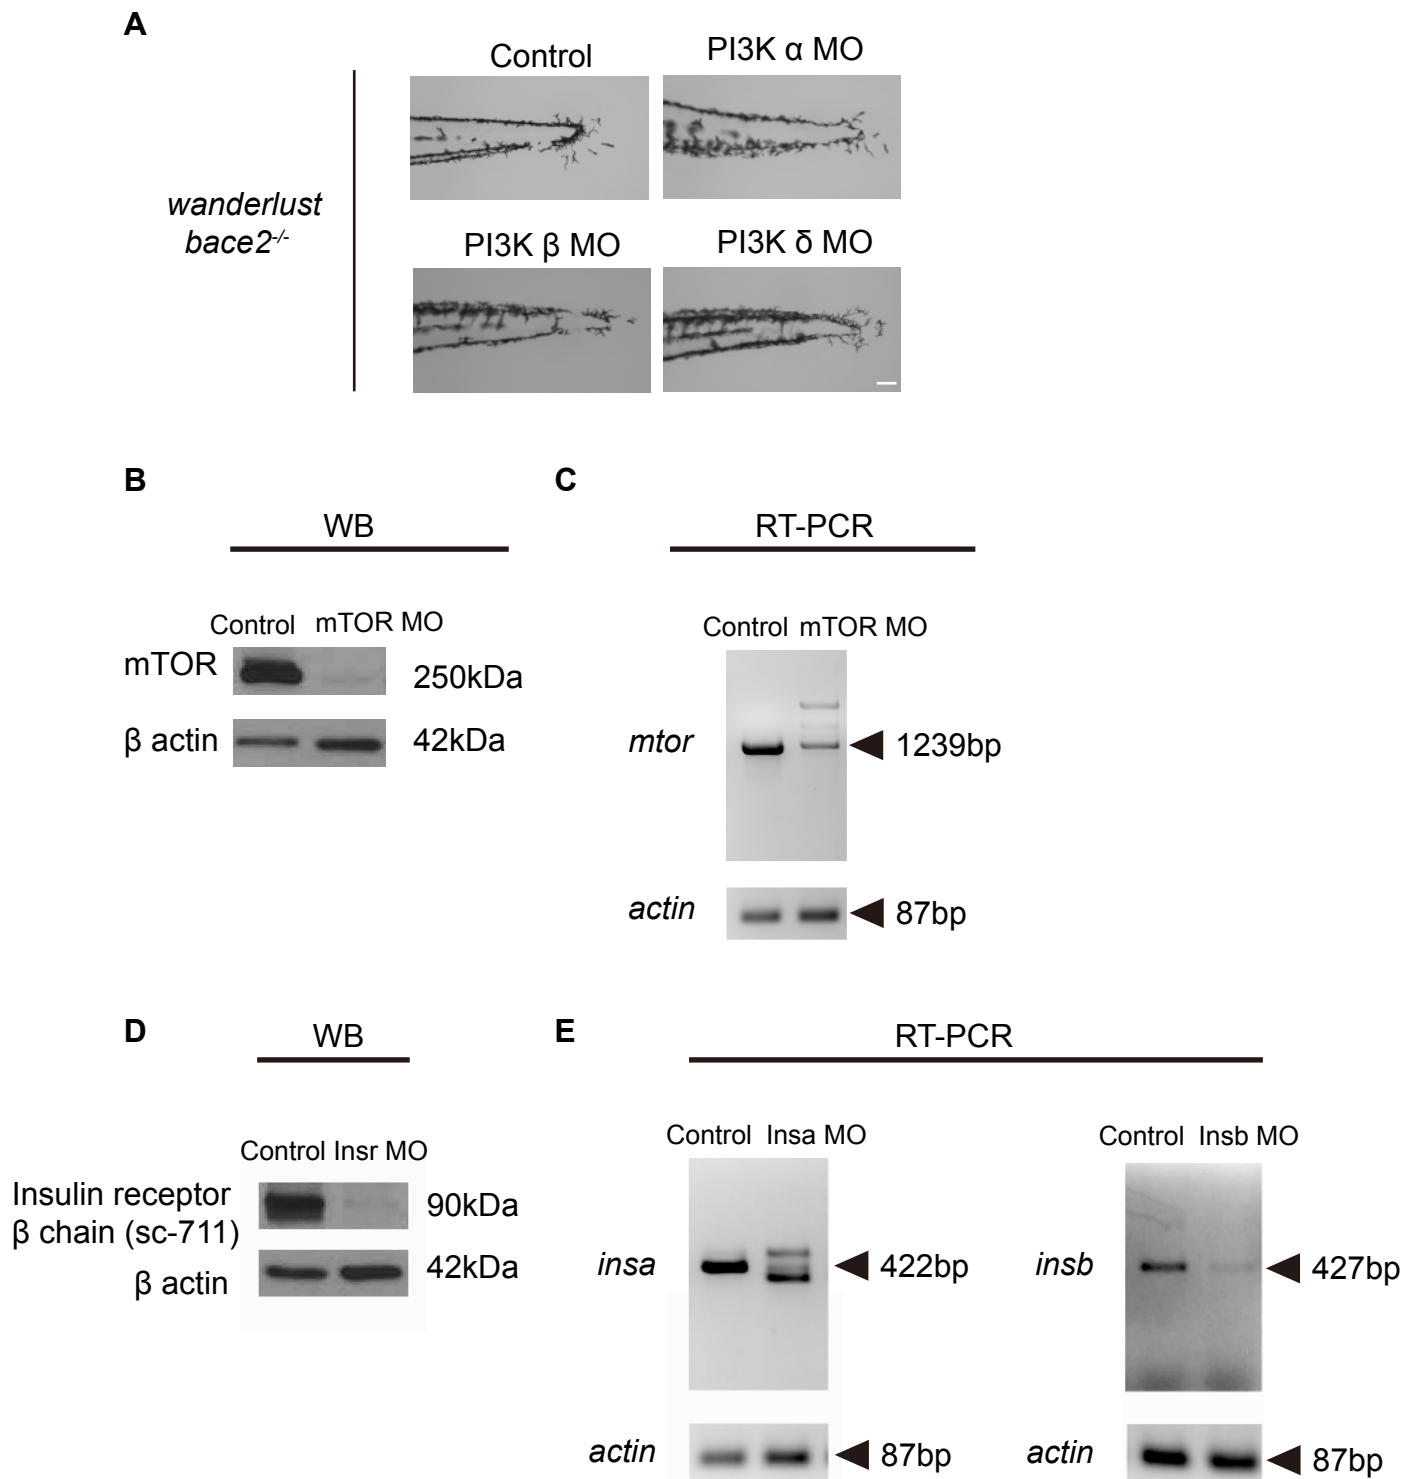 A
Control
PI3K α MO
wanderlust
bace2-/-
PI3K β MO
PI3K δ MO
B
WB
Control
mTOR MO
mTOR
250kDa
β actin
42kDa
C
RT-PCR
Control
mTOR MO
mtor
1239bp
actin
87bp
D
WB
Control
Insr MO
Insulin receptor
β chain (sc-711)
90kDa
β actin
42kDa
E
RT-PCR
Control
Insa MO
insa
422bp
actin
87bp
Control
Insb MO
insb
427bp
actin
87bp